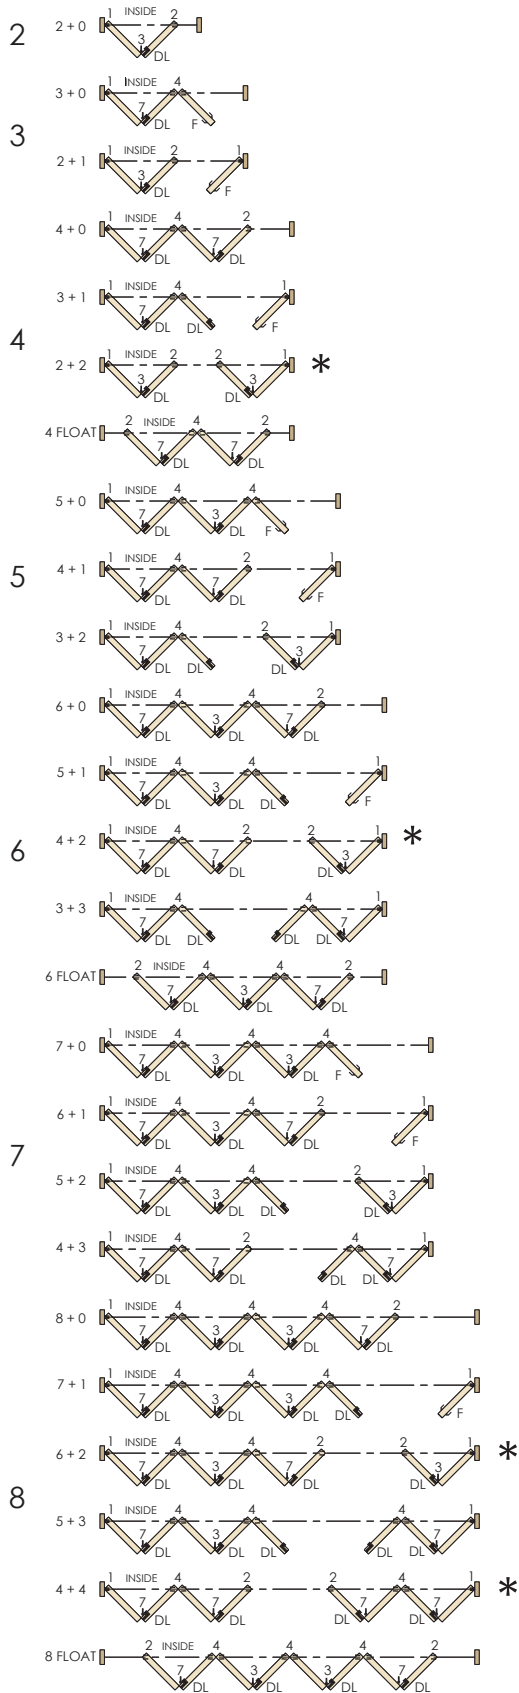 1 INSIDE 2
2 2 + 0
3
DL
1 INSIDE 4
3 + 0
7
DL F
3
1 INSIDE 2 1
2 + 1
3
DL F
1 INSIDE 4 2
4 + 0
7 7
DL DL
1 INSIDE 4 1
3 + 1
7
DL DL F
4
1 INSIDE 2 2 1
2 + 2 *
3 3
DL DL
2 INSIDE 4 2
4 FLOAT
7 7
DL DL
1 INSIDE 4 4
5 + 0
7 3
DL DL F
5
1 INSIDE 4 2 1
4 + 1
7 7
DL DL F
1 INSIDE 4 2 1
3 + 2
7 3
DL DL DL
1 INSIDE 4 4 2
6 + 0
7 3 7
DL DL DL
1 INSIDE 4 4 1
5 + 1
7 3
DL DL DL F
6
1 INSIDE 4 2 2 1
4 + 2 *
7 7 3
DL DL DL
1 INSIDE 4 4 1
3 + 3
7 7
DL DL DL DL
2 INSIDE 4 4 2
6 FLOAT
7 3 7
DL DL DL
1 INSIDE 4 4 4
7 + 0
7 3 3
DL DL DL F
1 INSIDE 4 4 2 1
6 + 1
7 3 7
DL DL DL F
7
1 INSIDE 4 4 2 1
5 + 2
7 3 3
DL DL DL DL
1 INSIDE 4 2 4 1
4 + 3
7 7 7
DL DL DL DL
1 INSIDE 4 4 4 2
8 + 0
7 3 3 7
DL DL DL DL
1 INSIDE 4 4 4 1
7 + 1
7 3 3
DL DL DL DL F
1 INSIDE 4 4 2 2 1
6 + 2 *
7 3 7 3
DL DL DL DL
8
1 INSIDE 4 4 4 1
5 + 3
7 3 7
DL DL DL DL DL
1 INSIDE 4 2 2 4 1
4 + 4 *
7 7 7 7
DL DL DL DL
2 INSIDE 4 4 4 2
8 FLOAT
7 3 3 7
DL DL DL DL